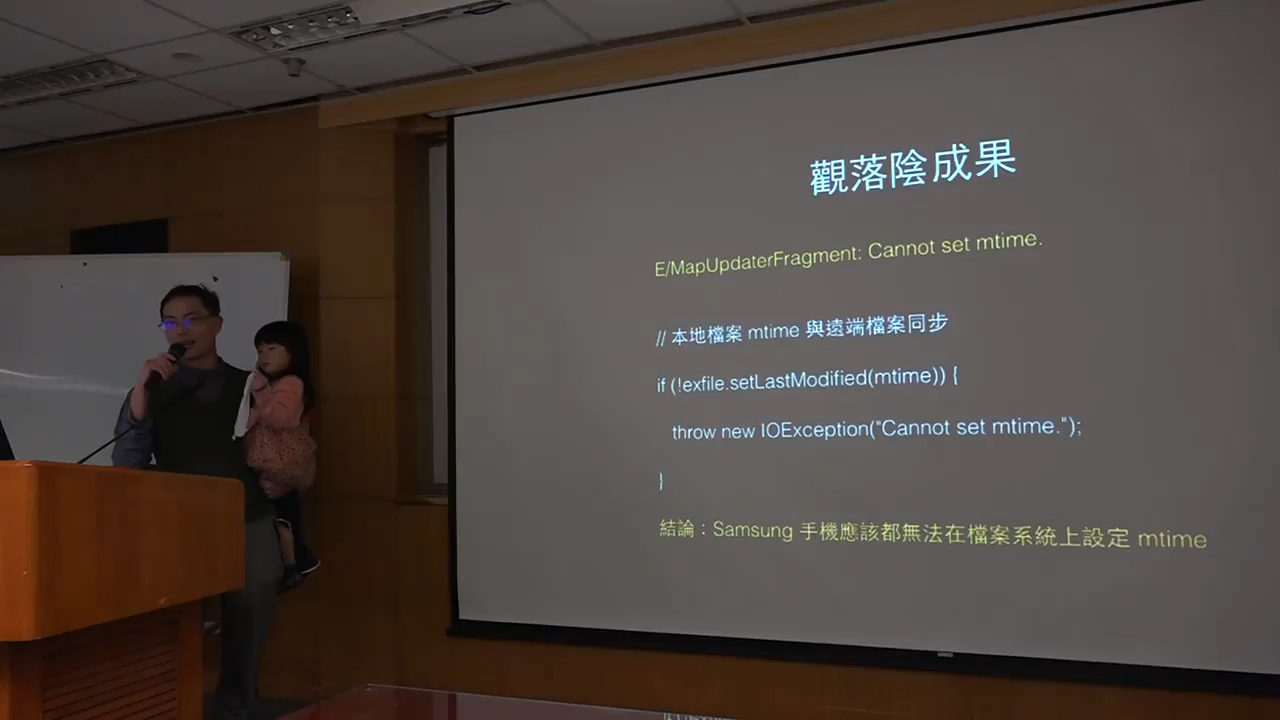 觀落陰成果
E/MapUpdaterFragment: Cannot set mtime.
// 本地檔案 mtime 與遠端檔案同步
if (!exfile.setLastModified(mtime)) {
throw new IOException("Cannot set mtime.");
}
結論：Samsung 手機應該都無法在檔案系統上設定 mtime